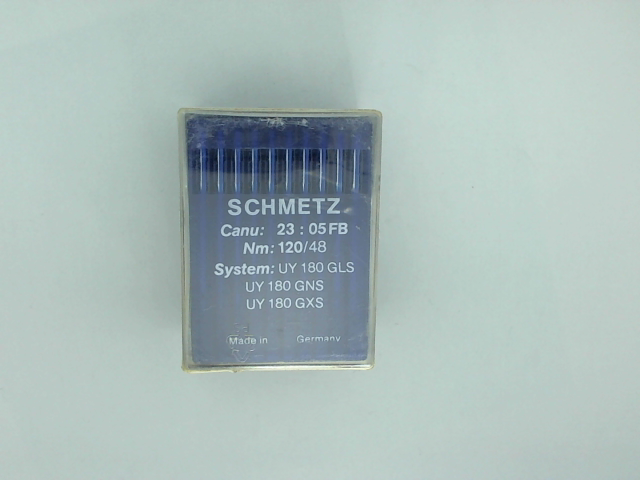 SCHMETZ
Canu: 23 : 05 FB
Nm: 120/48
System: UY 180 GLS
UY 180 GNS
UY 180 GXS
Made in Germany